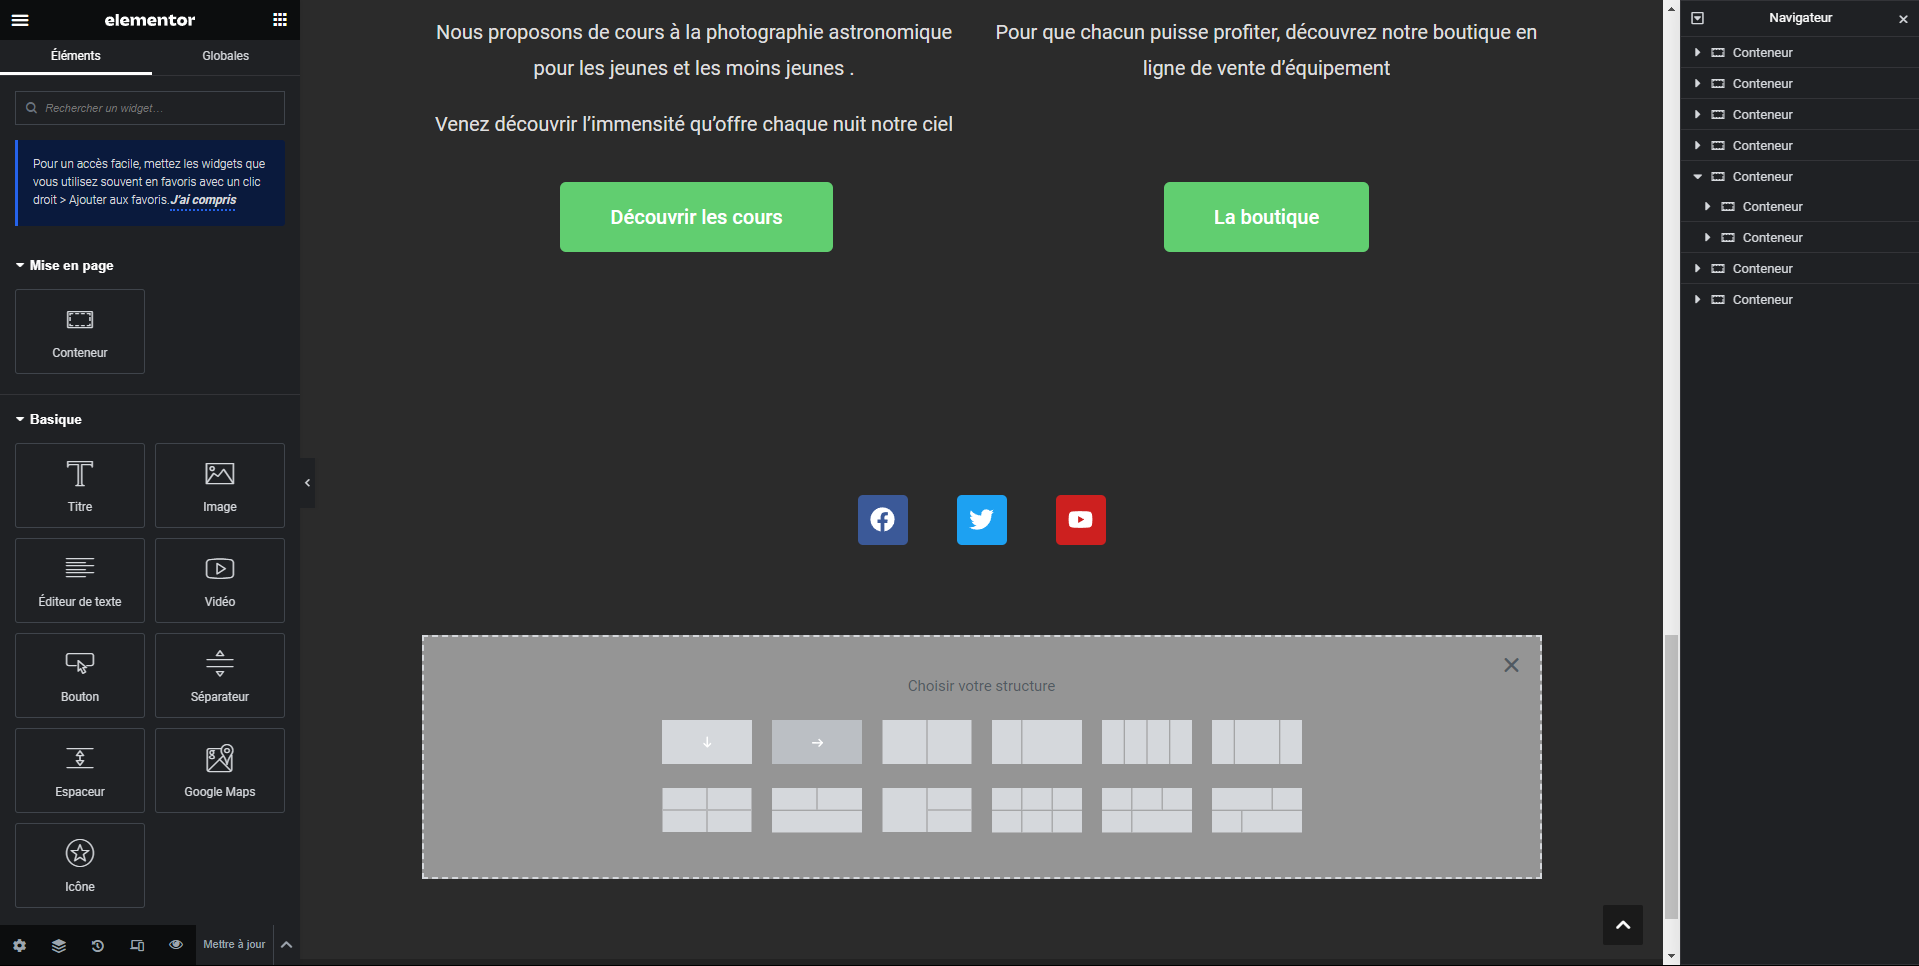 elementor
Éléments
Globales
Rechercher un widget...
Pour un accès facile, mettez les widgets que
vous utilisez souvent en favoris avec un clic
droit > Ajouter aux favoris. J'ai compris
Mise en page
Conteneur
Basique
Titre
Image
Éditeur de texte
Vidéo
Bouton
Séparateur
Espaceur
Google Maps
Icône
Mettre à jour
Nous proposons de cours à la photographie astronomique
pour les jeunes et les moins jeunes .
Venez découvrir l’immensité qu’offre chaque nuit notre ciel
Découvrir les cours
Pour que chacun puisse profiter, découvrez notre boutique en
ligne de vente d’équipement
La boutique
Choisir votre structure
Navigateur
Conteneur
Conteneur
Conteneur
Conteneur
Conteneur
Conteneur
Conteneur
Conteneur
Conteneur